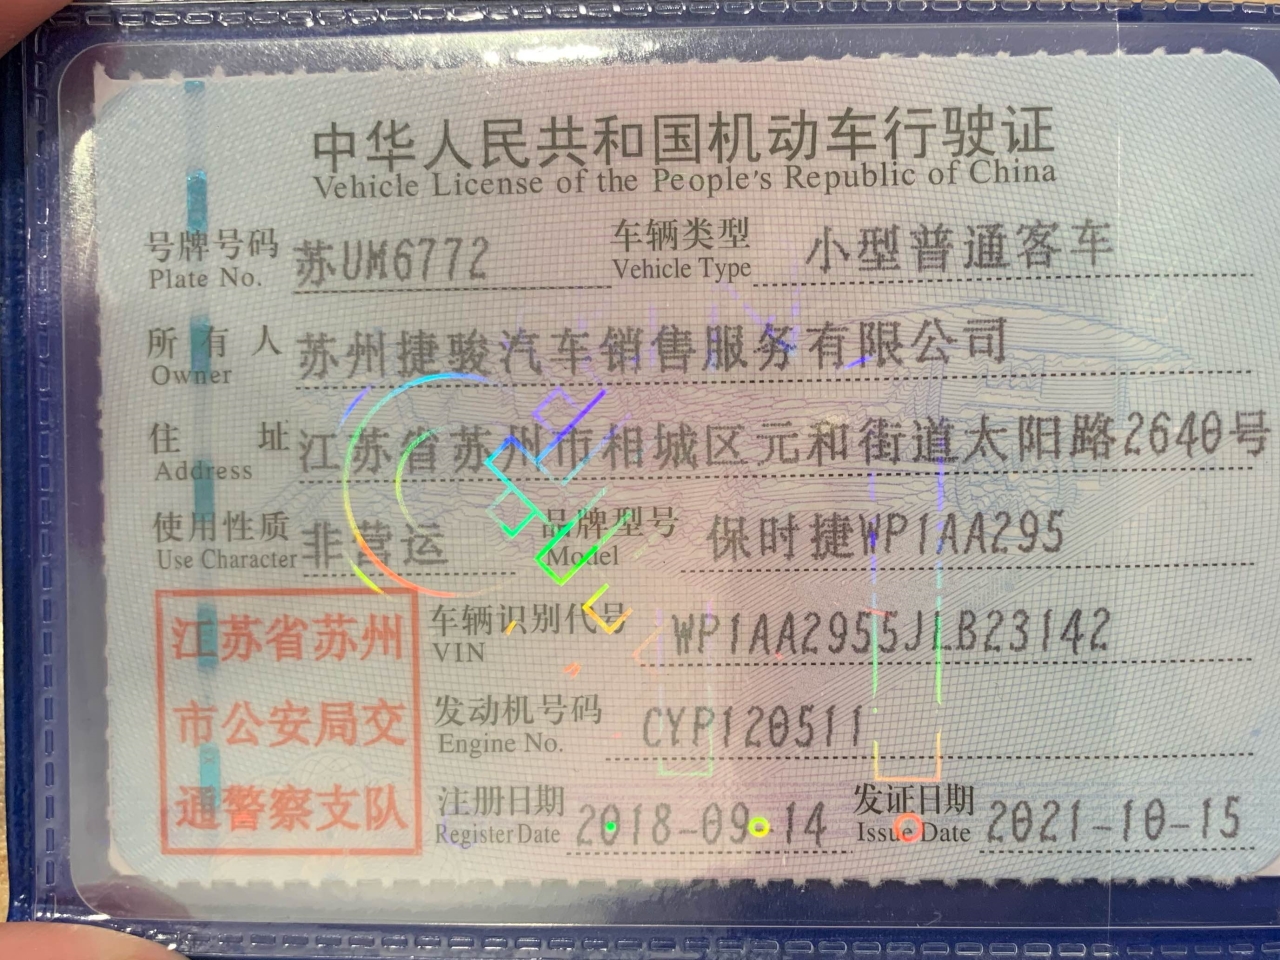 中华人民共和国机动车行驶证
Vehicle License of the People's Republic of China
号牌号码 苏UM6772 车辆类型 小型普通客车
Plate No. Vehicle Type
所有人 苏州捷骏汽车销售服务有限公司
Owner
住址 江苏省苏州市相城区元和街道太阳路2640号
Address
使用性质 非营运 品牌型号 保时捷WP1AA295
Use Character Model
江苏省苏州
市公安局交
通警察支队
车辆识别代号 WP1AA2955JLB23142
VIN
发动机号码 CYP120511
Engine No.
注册日期 2018-09-14 发证日期 2021-10-15
Register Date Issue Date